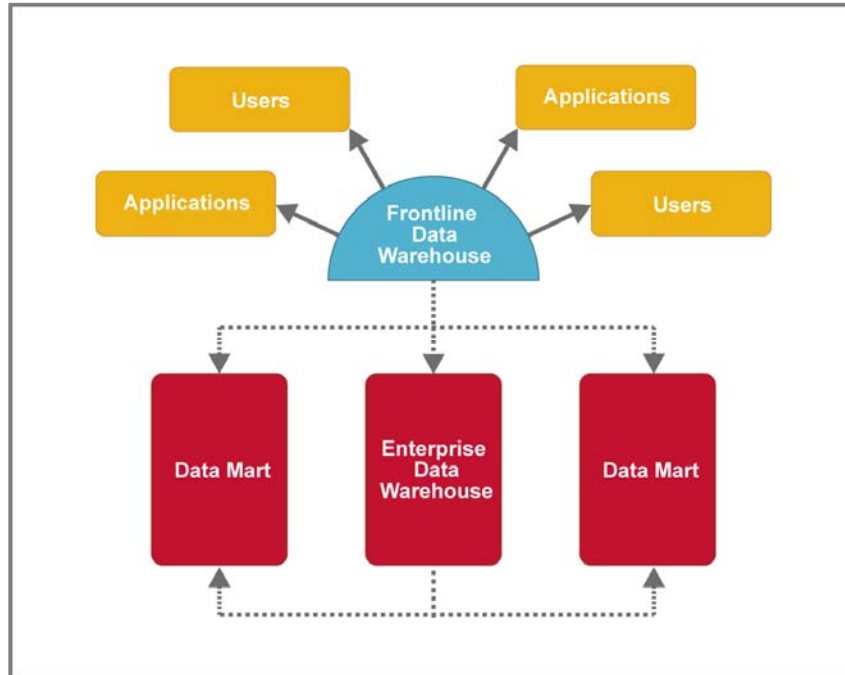 Users
Applications
Applications
Users
Frontline
Data
Warehouse
Data Mart
Enterprise
Data
Warehouse
Data Mart